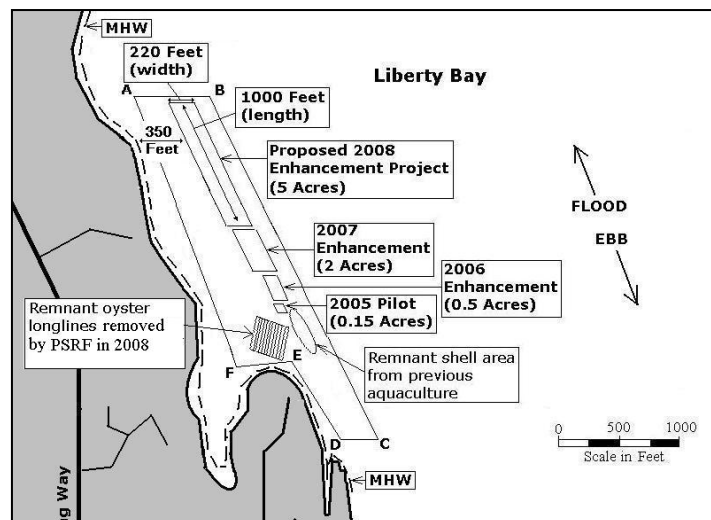 MHW
220 Feet
(width)
Liberty Bay
A
B
1000 Feet
(length)
350
Feet
Proposed 2008
Enhancement Project
(5 Acres)
FLOOD
EBB
2007
Enhancement
(2 Acres)
2006
Enhancement
(0.5 Acres)
2005 Pilot
(0.15 Acres)
Remnant oyster
longlines removed
by PSRF in 2008
E
F
Remnant shell area
from previous
aquaculture
D
C
0
500
1000
Scale in Feet
MHW
ng Way